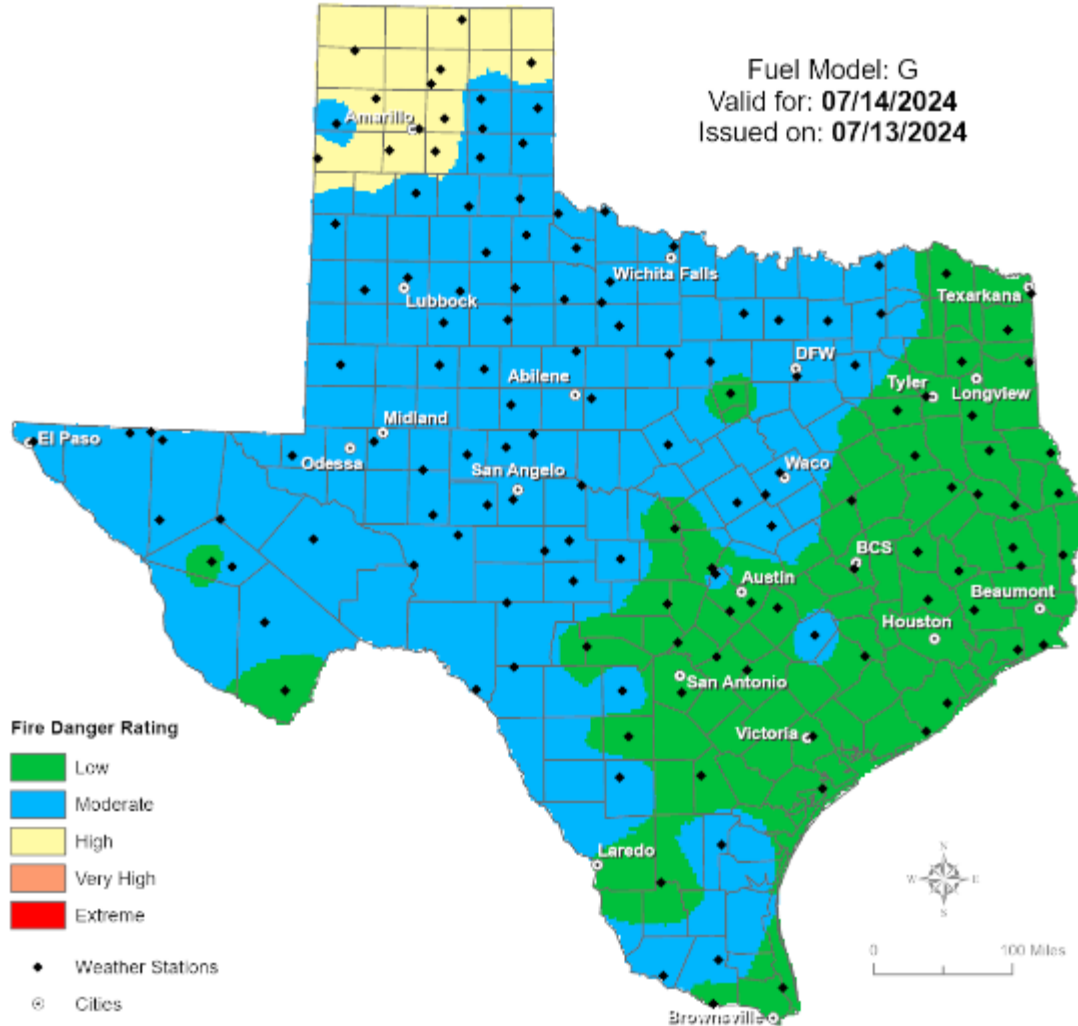 Fuel Model: G
Valid for: 07/14/2024
Issued on: 07/13/2024
Amarillo
Wichita Falls
Lubbock
Texarkana
DFW
Abilene
Tyler
Longview
Midland
El Paso
Odessa
San Angelo
Waco
BCS
Austin
Beaumont
Houston
San Antonio
Victoria
Laredo
Brownsville
Fire Danger Rating
Low
Moderate
High
Very High
Extreme
Weather Stations
Cities
N
W E
S
0 100 Miles